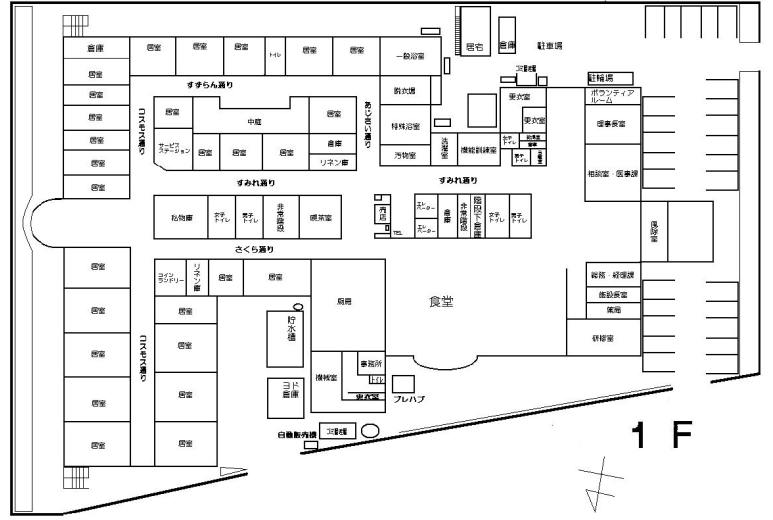 倉庫
居室
居室
居室
トイレ
居室
居室
一般浴室
居宅
倉庫
駐車場
ゴミ置場
駐輪場
居室
居室
居室
居室
居室
居室
すずらん通り
コスモス通り
あじさい通り
居室
中庭
居室
サービス
ステーション
居室
居室
居室
倉庫
リネン庫
脱衣場
特殊浴室
汚物室
洗濯室
機能訓練室
更衣室
更衣室
女子
トイレ
男子
トイレ
ボランティア
ルーム
理事長室
相談室・医事課
すみれ通り
すみれ通り
私物庫
女子
トイレ
男子
トイレ
非常階段
喫茶室
売店
TEL
エレ
ベーター
エレ
ベーター
倉庫
非常階段
階段下倉庫
女子
トイレ
男子
トイレ
風除室
さくら通り
居室
居室
居室
居室
居室
コイン
ランドリー
リネン庫
居室
居室
居室
居室
居室
居室
コスモス通り
厨房
食堂
総務・経理課
施設長室
薬局
研修室
貯水槽
ヨド
倉庫
機械室
事務所
トイレ
更衣室
プレハブ
自動販売機
ゴミ置場
1 F